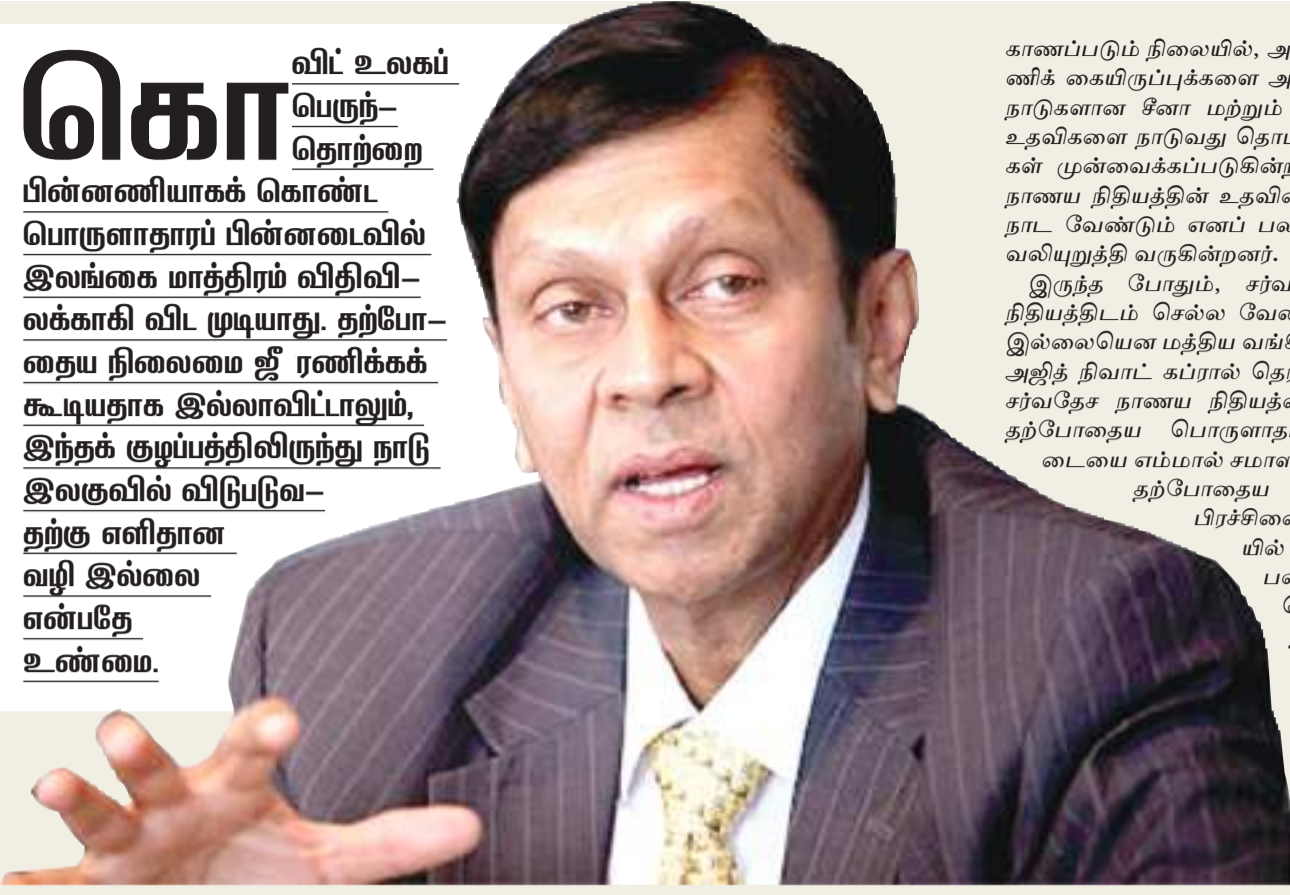 கொவிட் உலகப்
பெருந்–
தொற்றை
பின்னணியாகக் கொண்ட
பொருளாதாரப் பின்னடைவில்
இலங்கை மாத்திரம் விதிவி–
லக்காகி விட முடியாது. தற்போ–
தைய நிலைமை ஜீ ரணிக்கக்
கூடியதாக இல்லாவிட்டாலும்,
இந்தக் குழப்பத்திலிருந்து நாடு
இலகுவில் விடுபடுவ–
தற்கு எளிதான
வழி இல்லை
என்பதே
உண்மை.
காணப்படும் நிலையில், அ
ணிக் கையிருப்புக்களை அ
நாடுகளான சீனா மற்றும்
உதவிகளை நாடுவது
கள் முன்வைக்கப்படுகின்
நாணய நிதியத்தின்
நாட வேண்டும் எனப் பல
வலியுறுத்தி வருகின்றனர்.
இருந்த போதும், சர்வ
நிதியத்திடம் செல்ல
இல்லையென மத்திய
அஜித் நிவாட் கப்ரால்
சர்வதேச நாணய
தற்போதைய
டையை எம்மால்
தற்போதைய
யில்